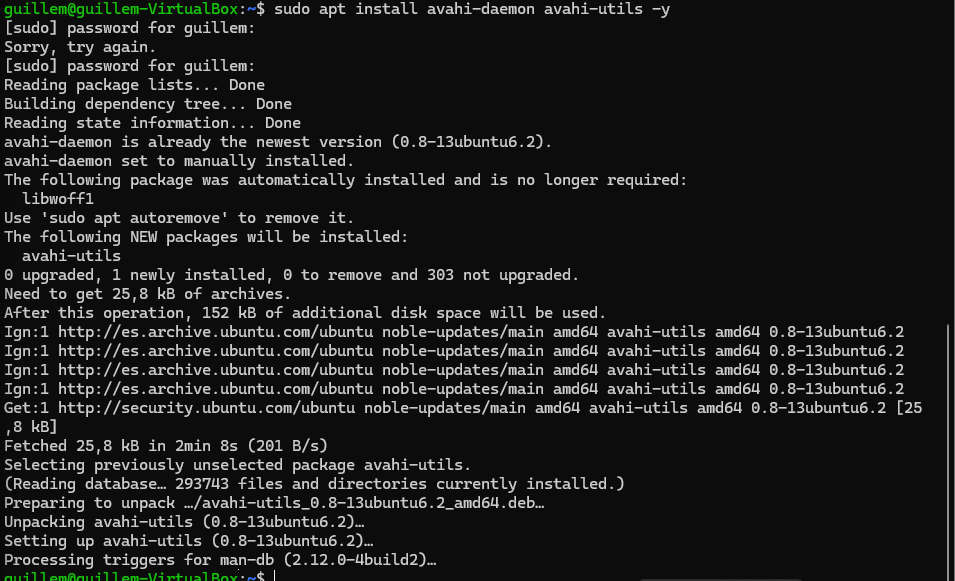 guillem@guillem-VirtualBox:~$ sudo apt install avahi-daemon avahi-utils -y
[sudo] password for guillem:
Sorry, try again.
[sudo] password for guillem:
Reading package lists... Done
Building dependency tree... Done
Reading state information... Done
avahi-daemon is already the newest version (0.8-13ubuntu6.2).
avahi-daemon set to manually installed.
The following package was automatically installed and is no longer required:
  libwoff1
Use 'sudo apt autoremove' to remove it.
The following NEW packages will be installed:
  avahi-utils
0 upgraded, 1 newly installed, 0 to remove and 303 not upgraded.
Need to get 25,8 kB of archives.
After this operation, 152 kB of additional disk space will be used.
Ign:1 http://es.archive.ubuntu.com/ubuntu noble-updates/main amd64 avahi-utils amd64 0.8-13ubuntu6.2
Ign:1 http://es.archive.ubuntu.com/ubuntu noble-updates/main amd64 avahi-utils amd64 0.8-13ubuntu6.2
Ign:1 http://es.archive.ubuntu.com/ubuntu noble-updates/main amd64 avahi-utils amd64 0.8-13ubuntu6.2
Ign:1 http://es.archive.ubuntu.com/ubuntu noble-updates/main amd64 avahi-utils amd64 0.8-13ubuntu6.2
Get:1 http://security.ubuntu.com/ubuntu noble-updates/main amd64 avahi-utils amd64 0.8-13ubuntu6.2 [25
,8 kB]
Fetched 25,8 kB in 2min 8s (201 B/s)
Selecting previously unselected package avahi-utils.
(Reading database… 293743 files and directories currently installed.)
Preparing to unpack …/avahi-utils_0.8-13ubuntu6.2_amd64.deb…
Unpacking avahi-utils (0.8-13ubuntu6.2)…
Setting up avahi-utils (0.8-13ubuntu6.2)…
Processing triggers for man-db (2.12.0-4build2)…
guillem@guillem-VirtualBox:~$